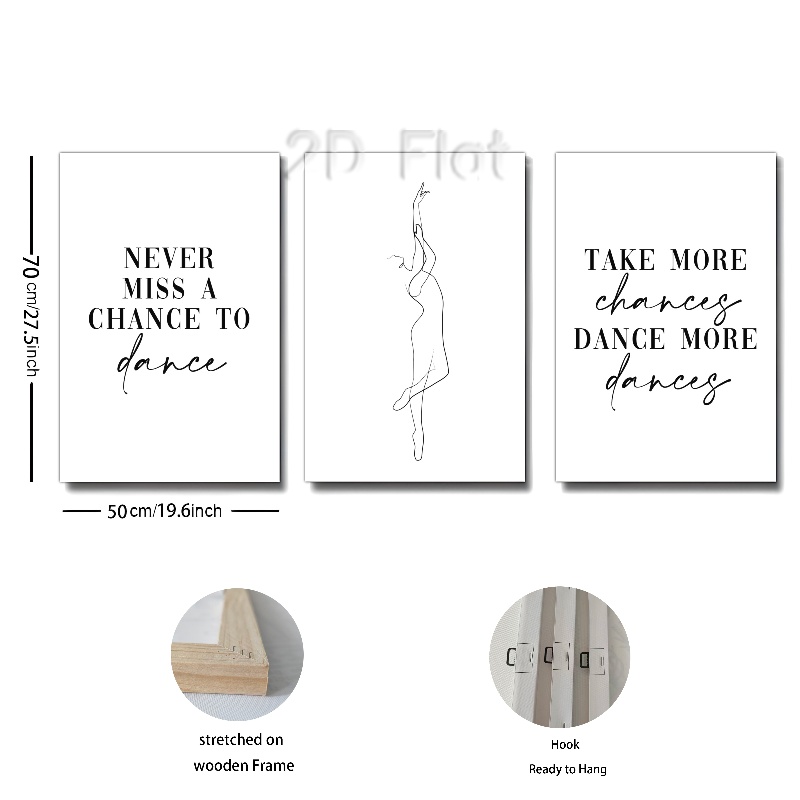 2D Flat
NEVER
MISS A
CHANCE TO
dance
TAKE MORE
chances
DANCE MORE
dances
70 cm/27.5inch
50cm/19.6inch
stretched on
wooden Frame
Hook
Ready to Hang